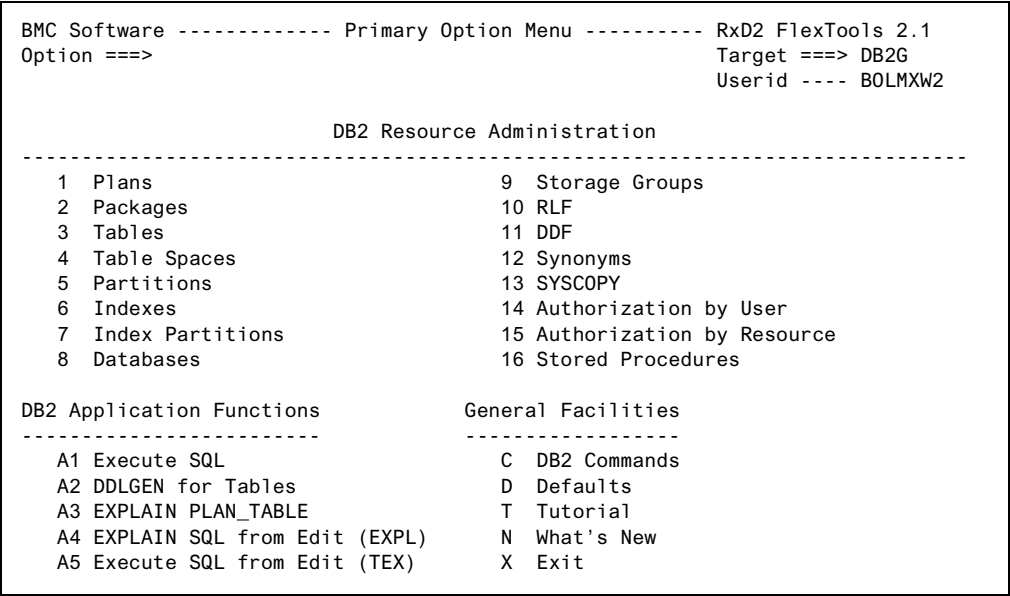 BMC Software ------------- Primary Option Menu ---------- RxD2 FlexTools 2.1
Option ===>                                               Target ===> DB2G
                                                          Userid ---- BOLMXW2
                          DB2 Resource Administration
-------------------------------------------------------------------------------
   1  Plans                             9  Storage Groups
   2  Packages                          10 RLF
   3  Tables                            11 DDF
   4  Table Spaces                      12 Synonyms
   5  Partitions                        13 SYSCOPY
   6  Indexes                           14 Authorization by User
   7  Index Partitions                  15 Authorization by Resource
   8  Databases                         16 Stored Procedures
DB2 Application Functions            General Facilities
-------------------------            ------------------
   A1 Execute SQL                       C  DB2 Commands
   A2 DDLGEN for Tables                 D  Defaults
   A3 EXPLAIN PLAN_TABLE                T  Tutorial
   A4 EXPLAIN SQL from Edit (EXPL)      N  What's New
   A5 Execute SQL from Edit (TEX)       X  Exit